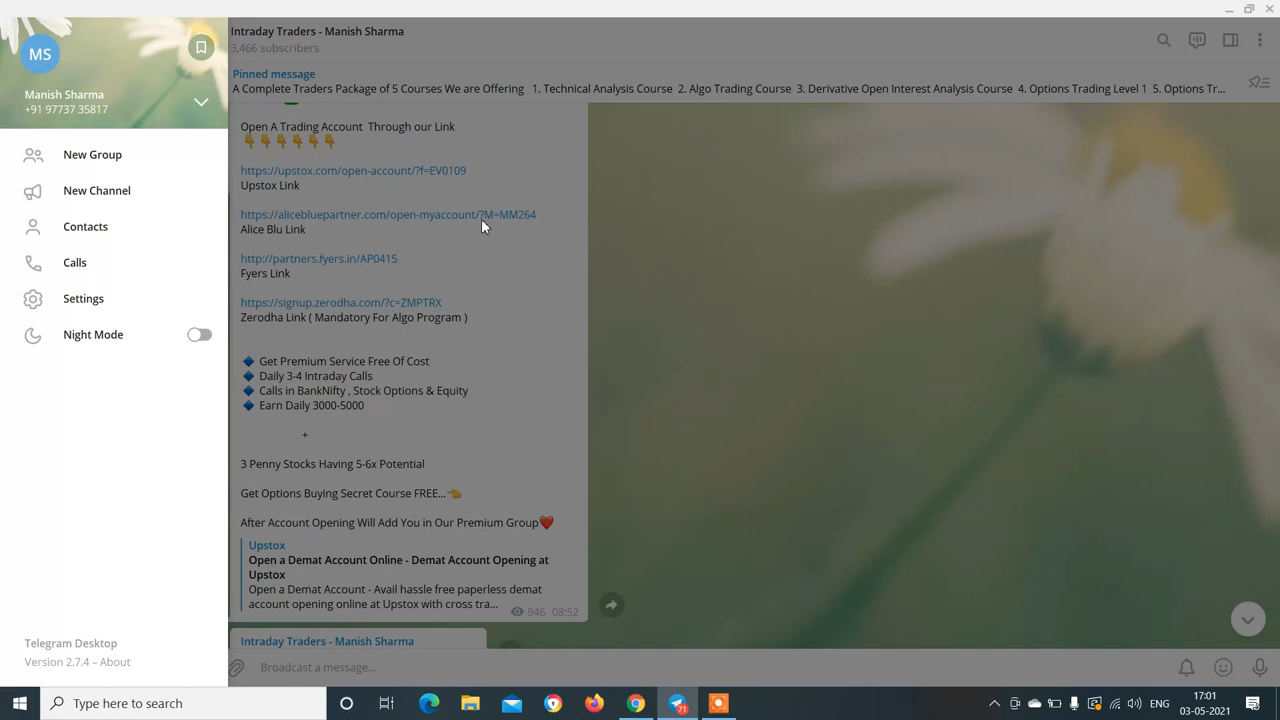 MS
Manish Sharma
+91 97737 35817
New Group
New Channel
Contacts
Calls
Settings
Night Mode
Telegram Desktop
Version 2.7.4 – About
Intraday Traders - Manish Sharma
3,466 subscribers
Pinned message
A Complete Traders Package of 5 Courses We are Offering 1. Technical Analysis Course 2. Algo Trading Course 3. Derivative Open Interest Analysis Course 4. Options Trading Level 1 5. Options Tr...
Open A Trading Account Through our Link
https://upstox.com/open-account/?f=EV0109
Upstox Link
https://alicebluepartner.com/open-myaccount/?M=MM264
Alice Blu Link
http://partners.fyers.in/AP0415
Fyers Link
https://signup.zerodha.com/?c=ZMPTRX
Zerodha Link ( Mandatory For Algo Program )
Get Premium Service Free Of Cost
Daily 3-4 Intraday Calls
Calls in BankNifty , Stock Options & Equity
Earn Daily 3000-5000
+
3 Penny Stocks Having 5-6x Potential
Get Options Buying Secret Course FREE...
After Account Opening Will Add You in Our Premium Group
Upstox
Open a Demat Account Online - Demat Account Opening at
Upstox
Open a Demat Account - Avail hassle free paperless demat
account opening online at Upstox with cross tra...
946 08:52
Intraday Traders - Manish Sharma
Broadcast a message...
Type here to search
71
ENG
17:01
03-05-2021